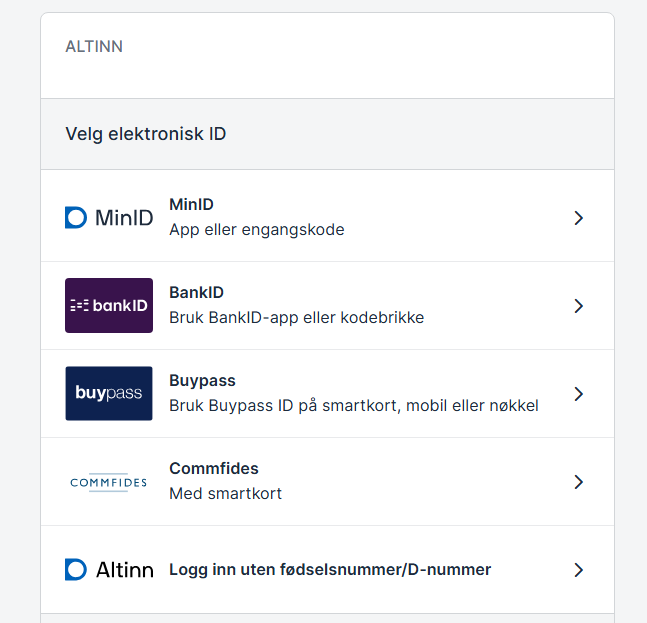 ALTINN
Velg elektronisk ID
MinID
MinID
App eller engangskode
bankID
BankID
Bruk BankID-app eller kodebrikke
buypass
Buypass
Bruk Buypass ID på smartkort, mobil eller nøkkel
COMMFIDES
Commfides
Med smartkort
Altinn
Logg inn uten fødselsnummer/D-nummer